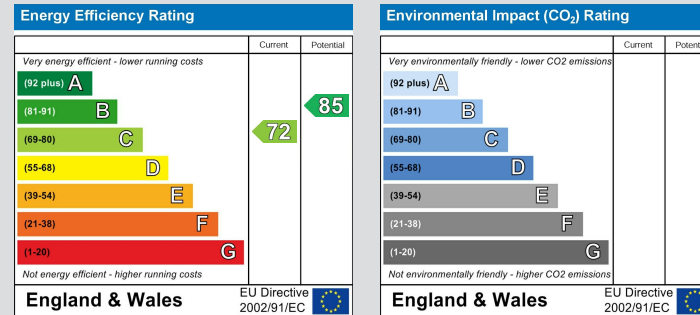 Energy Efficiency Rating
Current Potential
Very energy efficient - lower running costs
(92 plus) A
(81-91) B
85
(69-80) C
72
(55-68) D
(39-54) E
(21-38) F
(1-20) G
Not energy efficient - higher running costs
England & Wales
EU Directive
2002/91/EC
Environmental Impact (CO₂) Rating
Current Potent
Very environmentally friendly - lower CO2 emissions
(92 plus) A
(81-91) B
(69-80) C
(55-68) D
(39-54) E
(21-38) F
(1-20) G
Not environmentally friendly - higher CO2 emissions
England & Wales
EU Directive
2002/91/EC